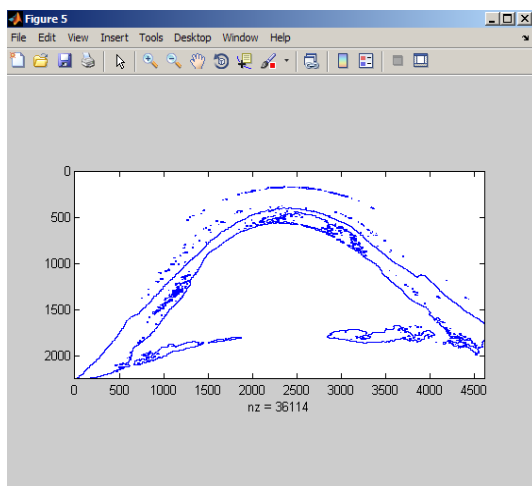 Figure 5
File Edit View Insert Tools Desktop Window Help
0
500
1000
1500
2000
0 500 1000 1500 2000 2500 3000 3500 4000 4500
nz = 36114